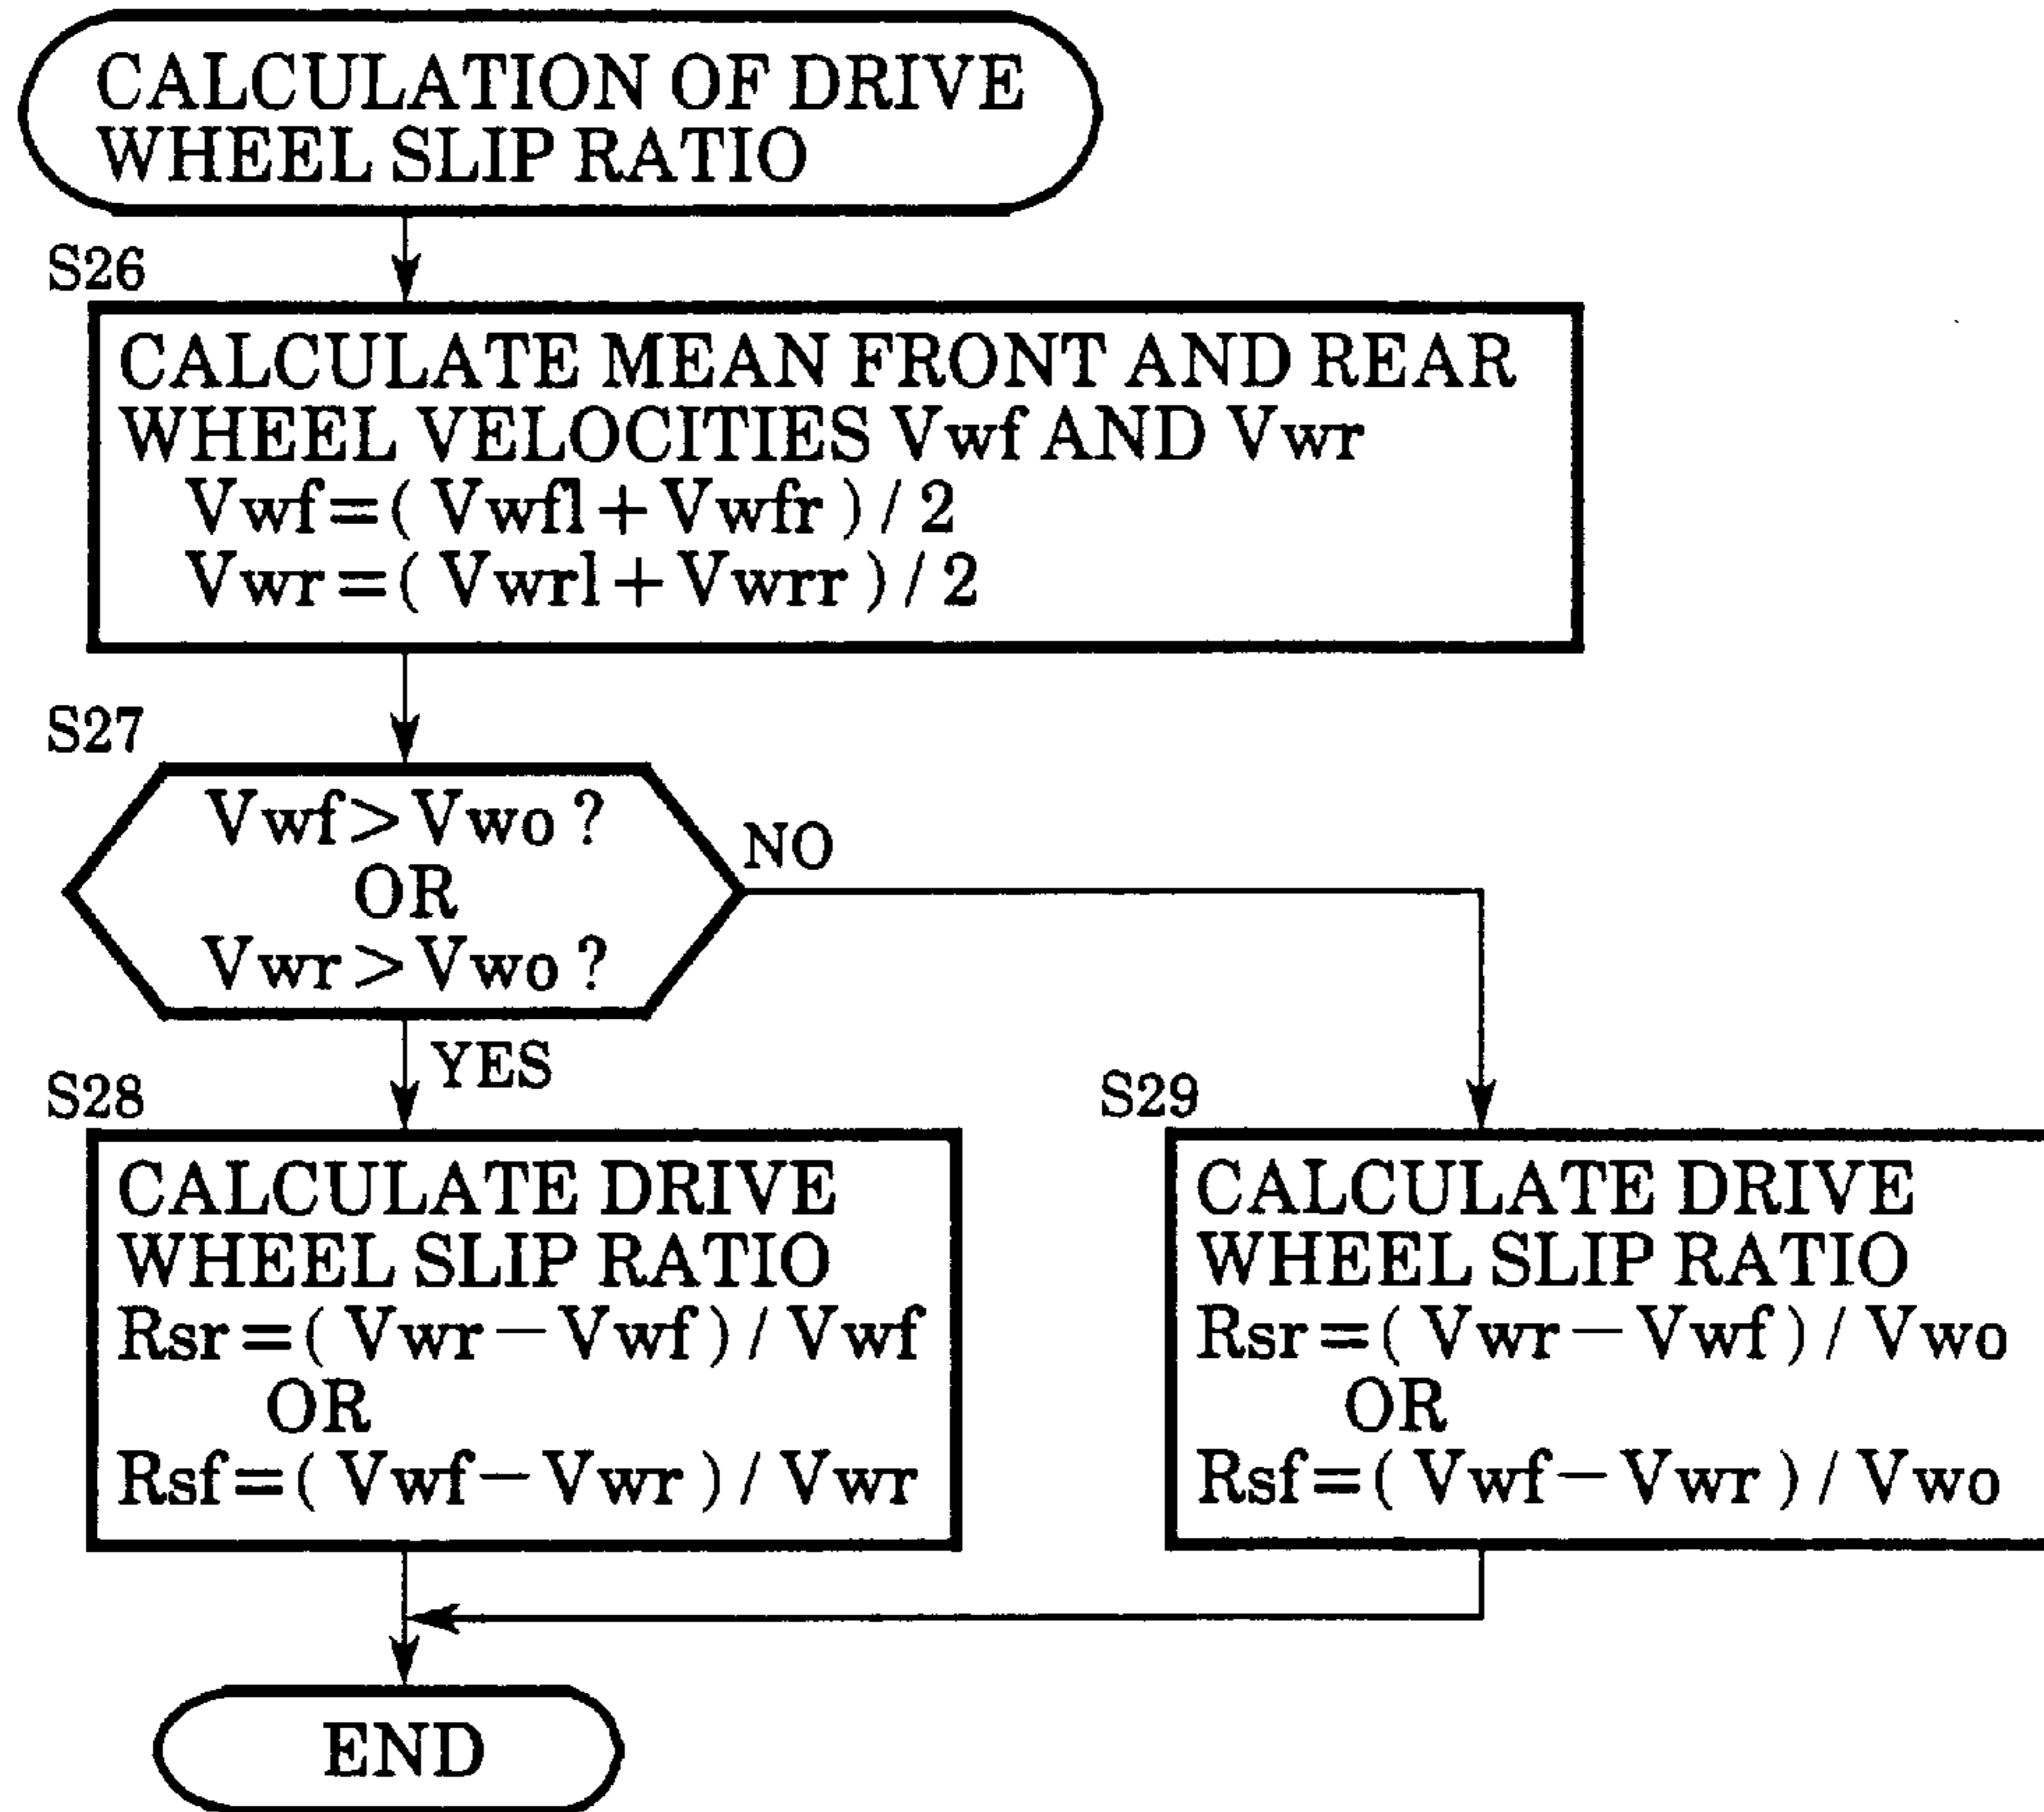 CALCULATION OF DRIVE
WHEEL SLIP RATIO
S26
CALCULATE MEAN FRONT AND REAR
WHEEL VELOCITIES Vwf AND Vwr
Vwf=(Vwfl+Vwfr)/2
Vwr=(Vwrl+Vwrr)/2
S27
Vwf>Vwo?
OR
Vwr>Vwo?
NO
YES
S28
CALCULATE DRIVE
WHEEL SLIP RATIO
Rsr=(Vwr-Vwf)/Vwf
OR
Rsf=(Vwf-Vwr)/Vwr
S29
CALCULATE DRIVE
WHEEL SLIP RATIO
Rsr=(Vwr-Vwf)/Vwo
OR
Rsf=(Vwf-Vwr)/Vwo
END